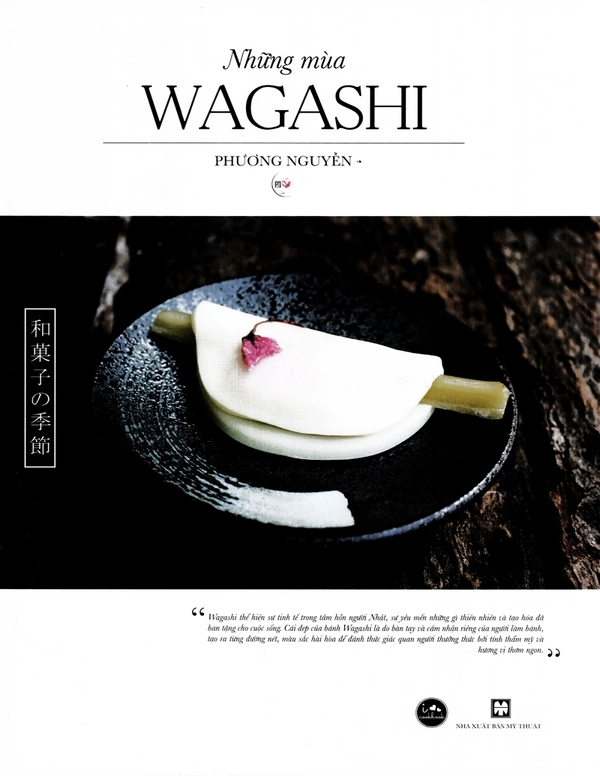 Những mùa
WAGASHI
PHƯƠNG NGUYỄN
和菓子の季節
“Wagashi thể hiện sự tinh tế trong tâm hồn người Nhật, sự yêu mến những gì thiên nhiên và tạo hóa đã
ban tặng cho cuộc sống. Cái đẹp của bánh Wagashi là do bàn tay và cảm nhận riêng của người làm bánh,
tạo ra từng đường nét, màu sắc hài hòa để đánh thức giác quan người thưởng thức bởi tính thẩm mỹ và
hương vị thơm ngon.”
i
cookbook
NHÀ XUẤT BẢN MỸ THUẬT